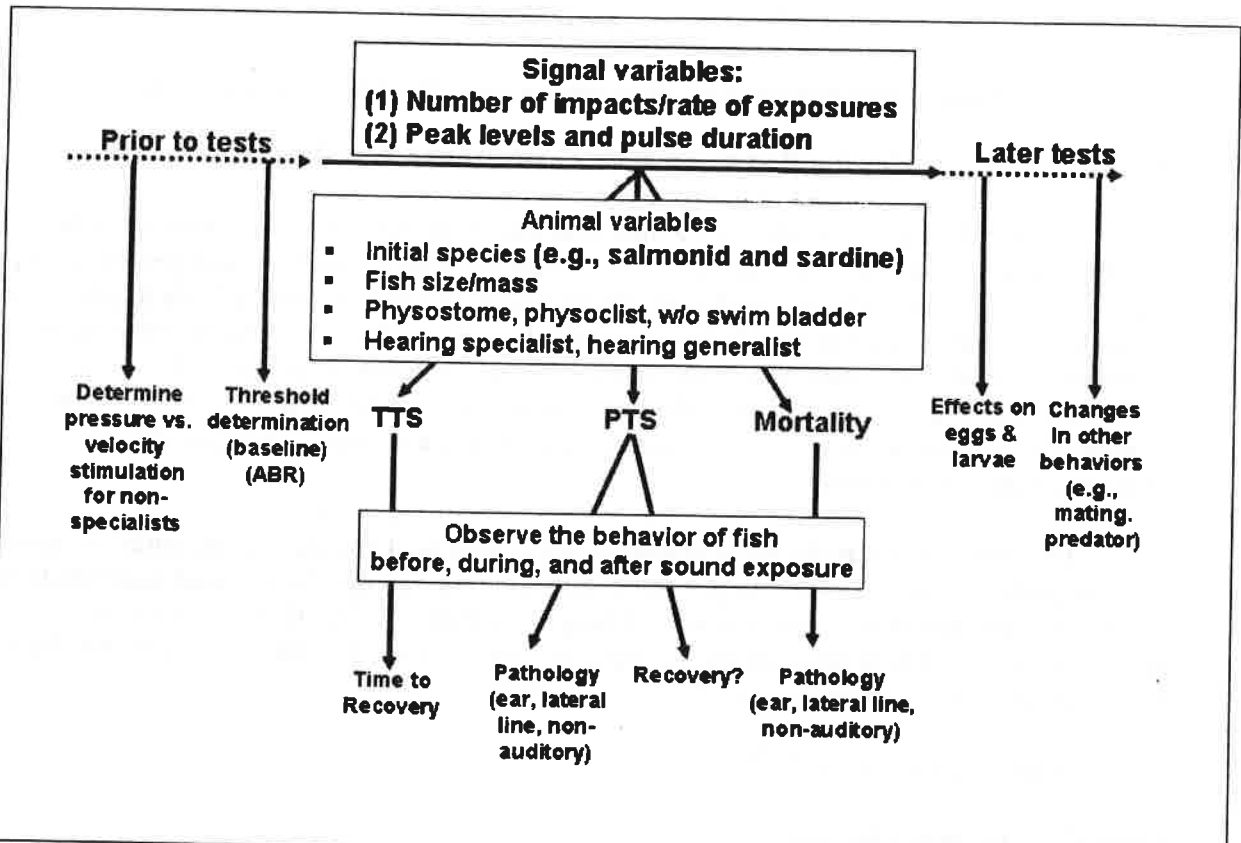 Signal variables:
(1) Number of impacts/rate of exposures
(2) Peak levels and pulse duration
Prior to tests
Later tests
Animal variables
▪ Initial species (e.g., salmonid and sardine)
▪ Fish size/mass
▪ Physostome, physoclist, w/o swim bladder
▪ Hearing specialist, hearing generalist
Determine
pressure vs.
velocity
stimulation
for non-
specialists
Threshold
determination
(baseline)
(ABR)
TTS
PTS
Mortality
Effects on
eggs &
larvae
Changes
in other
behaviors
(e.g.,
mating.
predator)
Observe the behavior of fish
before, during, and after sound exposure
Time to
Recovery
Pathology
(ear, lateral
line, non-
auditory)
Recovery?
Pathology
(ear, lateral line,
non-auditory)